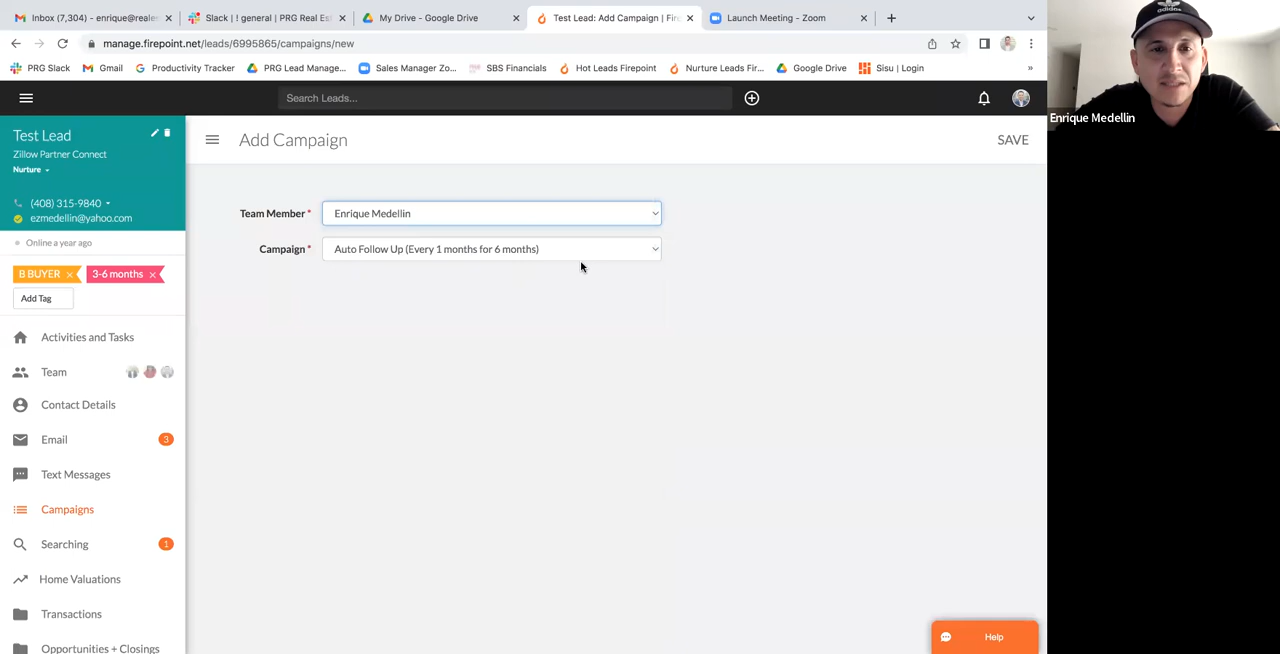 Inbox (7,304) - enrique@reale
Slack | ! general | PRG Real Est
My Drive - Google Drive
Test Lead: Add Campaign | Fire
Launch Meeting - Zoom
manage.firepoint.net/leads/6995865/campaigns/new
PRG Slack
Gmail
Productivity Tracker
PRG Lead Manage...
Sales Manager Zo...
SBS Financials
Hot Leads Firepoint
Nurture Leads Fir...
Google Drive
Sisu | Login
»
Search Leads...
adidas
Enrique Medellin
Test Lead
Zillow Partner Connect
Nurture
(408) 315-9840
ezmedellin@yahoo.com
Online a year ago
B BUYER ×
3-6 months ×
Add Tag
Activities and Tasks
Team
Contact Details
Email 3
Text Messages
Campaigns
Searching 1
Home Valuations
Transactions
Opportunities + Closings
Add Campaign
SAVE
Team Member * Enrique Medellin
Campaign * Auto Follow Up (Every 1 months for 6 months)
Help